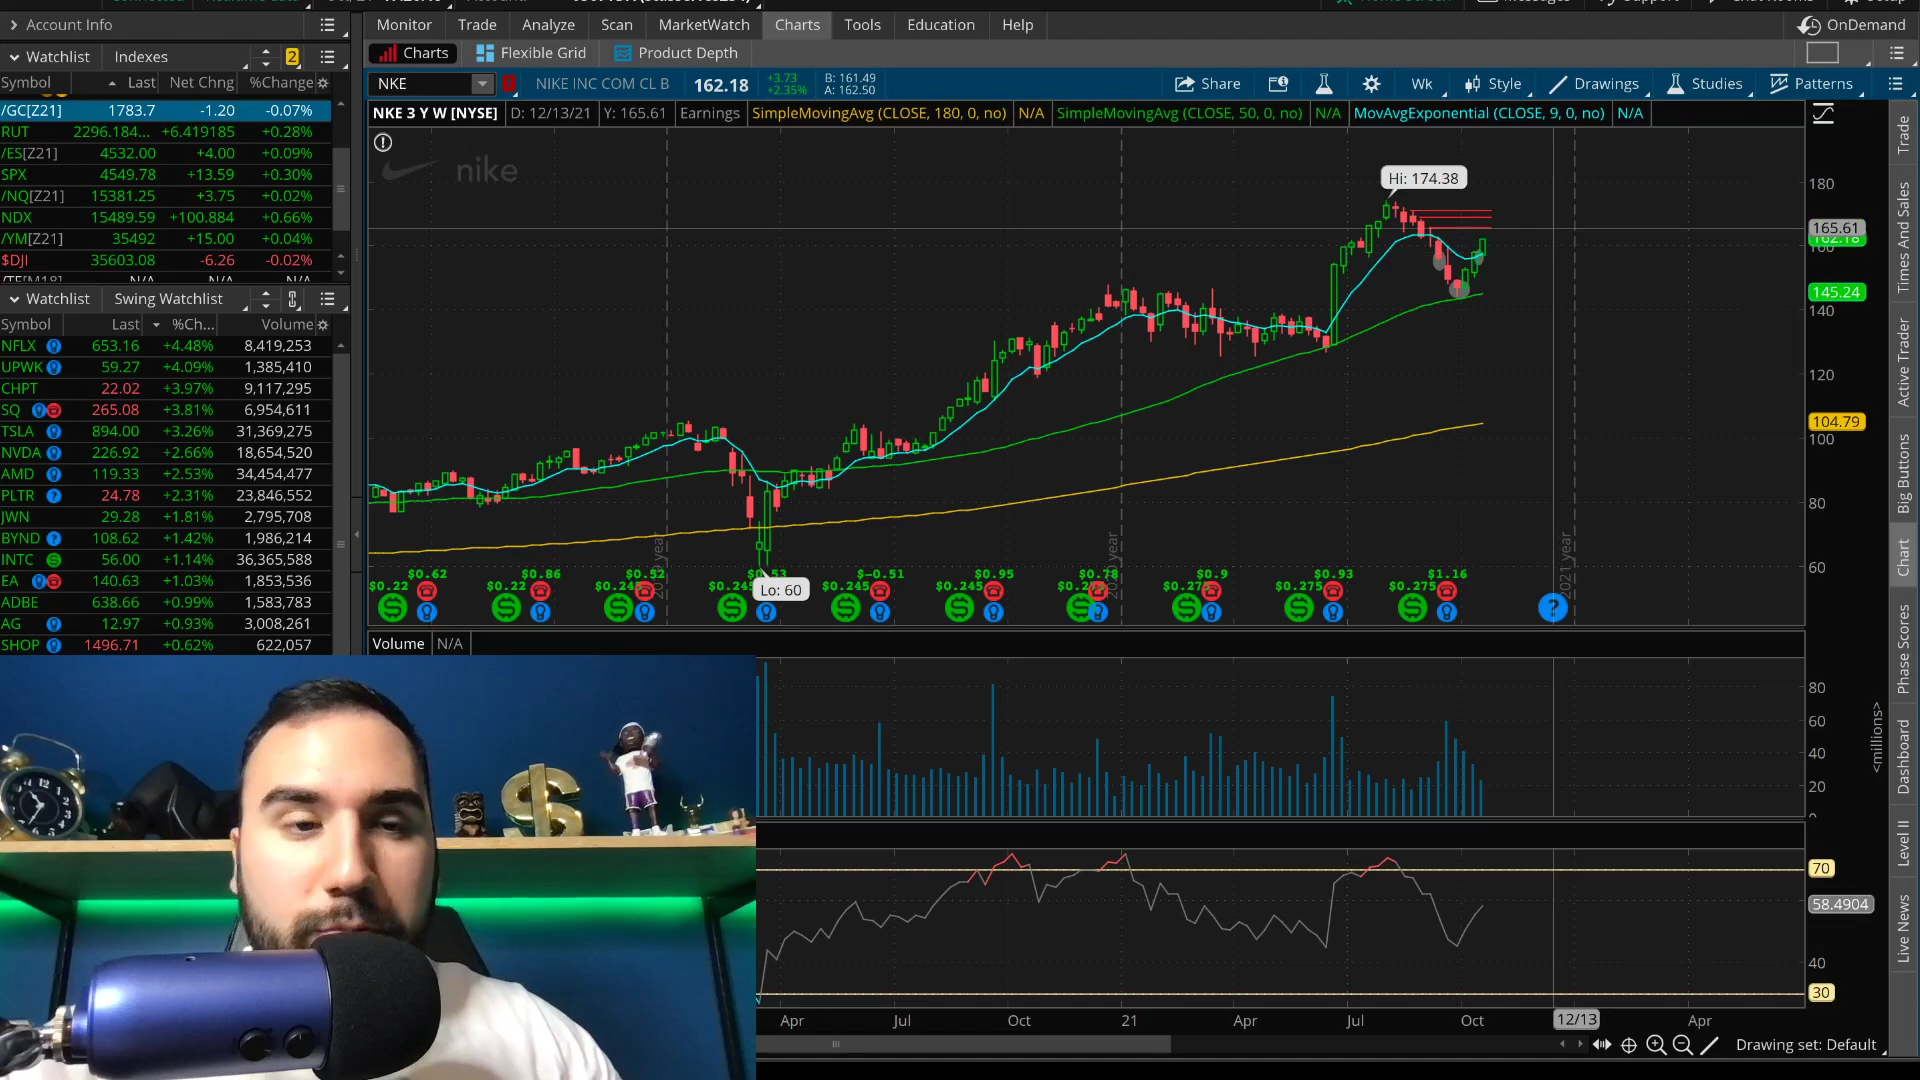 Account Info
Monitor Trade Analyze Scan MarketWatch Charts Tools Education Help
OnDemand
Watchlist Indexes 2
Charts Flexible Grid Product Depth
Symbol Last Net Chng %Change
NKE NIKE INC COM CL B 162.18 +3.73 +2.35% B: 161.49 A: 162.50
Share Wk Style Drawings Studies Patterns
/GC[Z21] 1783.7 -1.20 -0.07%
RUT 2296.184... +6.419185 +0.28%
/ES[Z21] 4532.00 +4.00 +0.09%
SPX 4549.78 +13.59 +0.30%
/NQ[Z21] 15381.25 +3.75 +0.02%
NDX 15489.59 +100.884 +0.66%
/YM[Z21] 35492 +15.00 +0.04%
$DJI 35603.08 -6.26 -0.02%
NKE 3 Y W [NYSE] D: 12/13/21 Y: 165.61 Earnings SimpleMovingAvg (CLOSE, 180, 0, no) N/A SimpleMovingAvg (CLOSE, 50, 0, no) N/A MovAvgExponential (CLOSE, 9, 0, no) N/A
nike
Hi: 174.38
Lo: 60
180
165.61
162.18
160
145.24
140
120
104.79
100
80
60
Watchlist Swing Watchlist
Symbol Last %Ch... Volume
NFLX 653.16 +4.48% 8,419,253
UPWK 59.27 +4.09% 1,385,410
CHPT 22.02 +3.97% 9,117,295
SQ 265.08 +3.81% 6,954,611
TSLA 894.00 +3.26% 31,369,275
NVDA 226.92 +2.66% 18,654,520
AMD 119.33 +2.53% 34,454,477
PLTR 24.78 +2.31% 23,846,552
JWN 29.28 +1.81% 2,795,708
BYND 108.62 +1.42% 1,986,214
INTC 56.00 +1.14% 36,365,588
EA 140.63 +1.03% 1,853,536
ADBE 638.66 +0.99% 1,583,783
AG 12.97 +0.93% 3,008,261
SHOP 1496.71 +0.62% 622,057
$0.62 $0.86 $0.52 $-0.51 $0.95 $0.78 $0.9 $0.93 $1.16
$0.22 $0.22 $0.245 $0.245 $0.245 $0.275 $0.275
year
year
2021 year
Volume N/A
80
60
40
20
<millions>
70
58.4904
40
30
Apr Jul Oct 21 Apr Jul Oct 12/13 Apr
Drawing set: Default
Trade
Times And Sales
Active Trader
Big Buttons
Chart
Phase Scores
Dashboard
Level II
Live News